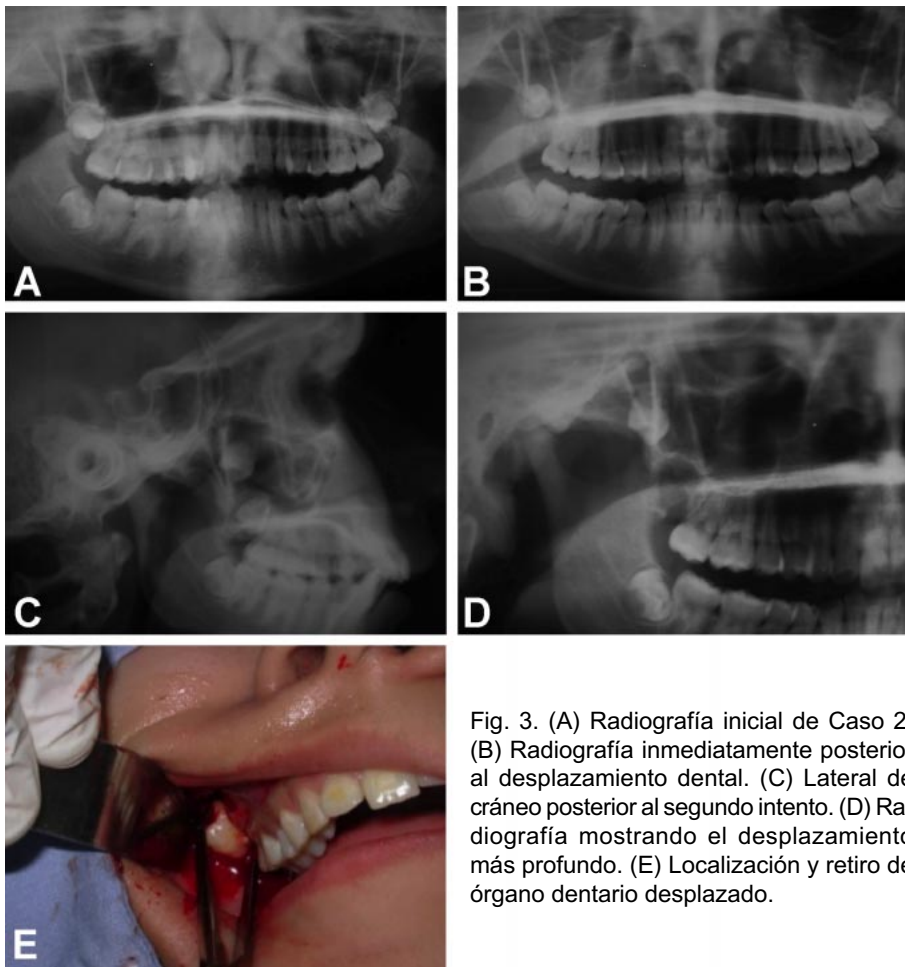 A
B
C
D
E
Fig. 3. (A) Radiografía inicial de Caso 2
(B) Radiografía inmediatamente posterio
al desplazamiento dental. (C) Lateral de
cráneo posterior al segundo intento. (D) Ra
diografía mostrando el desplazamiento
más profundo. (E) Localización y retiro de
órgano dentario desplazado.